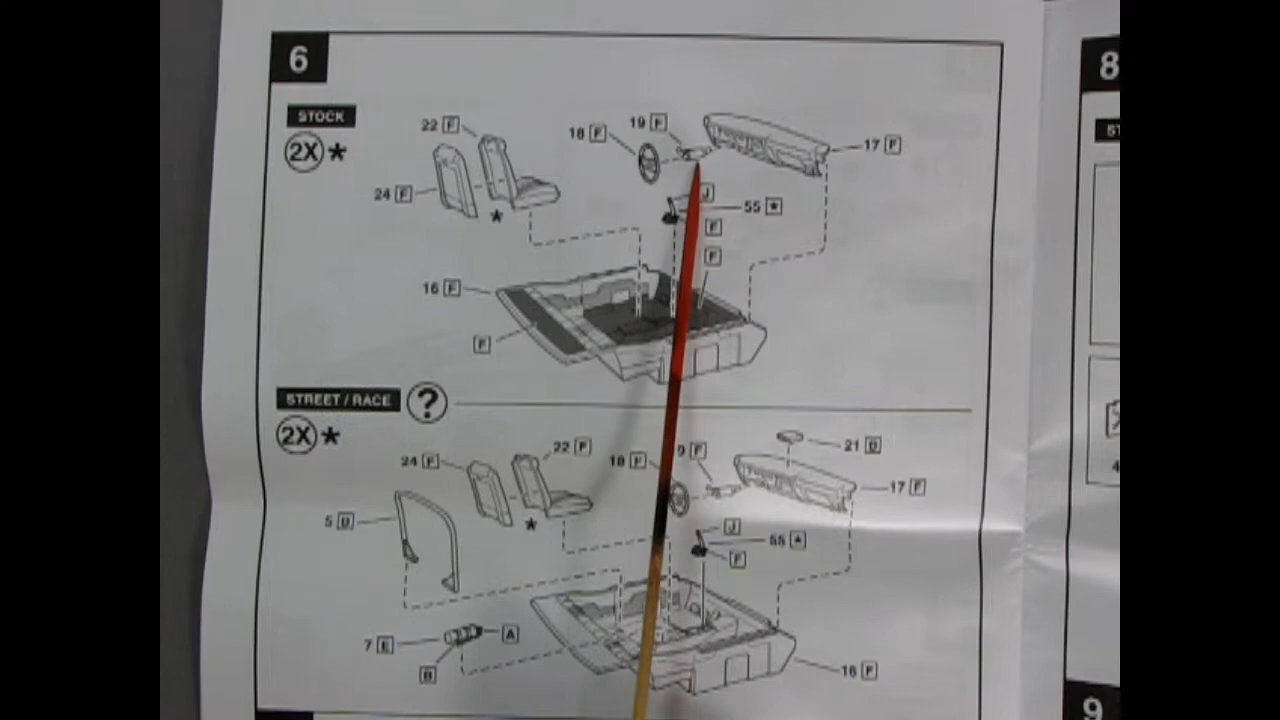 6
8
STOCK
2X *
22 F
18 F
19 F
17 F
24 F
*
J
55 ★
F
F
16 F
F
STREET / RACE ?
2X *
24 F
22 F
18 F
9 F
21 B
17 F
5 B
*
J
55 ★
F
7 E
A
B
16 F
9